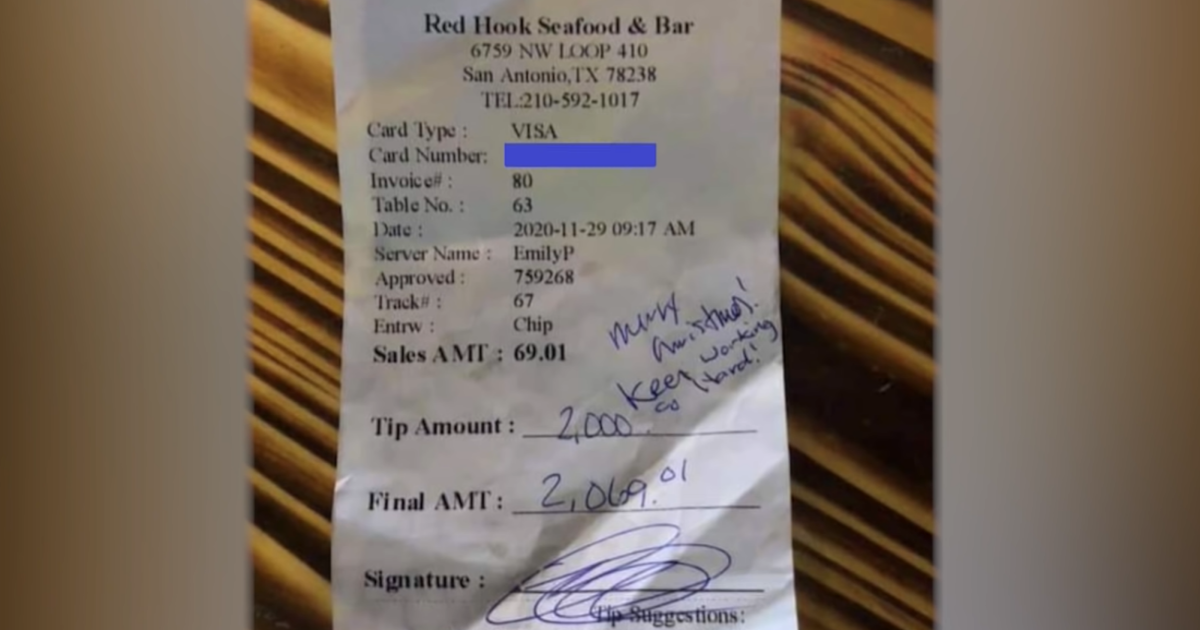 Red Hook Seafood & Bar
6759 NW LOOP 410
San Antonio,TX 78238
TEL:210-592-1017
Card Type : VISA
Card Number:
Invoice# : 80
Table No. : 63
Date : 2020-11-29 09:17 AM
Server Name : EmilyP
Approved : 759268
Track# : 67
Entrw : Chip
Sales AMT : 69.01
Merry
Christmas!
Keep working
so hard!
Tip Amount : 2,000.
Final AMT : 2,069.01
Signature :
Tip Suggestions: